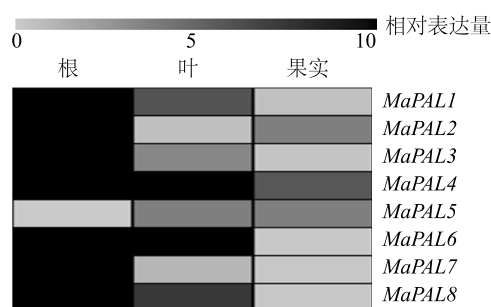 相对表达量
0 5 10
根 叶 果实
MaPAL1
MaPAL2
MaPAL3
MaPAL4
MaPAL5
MaPAL6
MaPAL7
MaPAL8